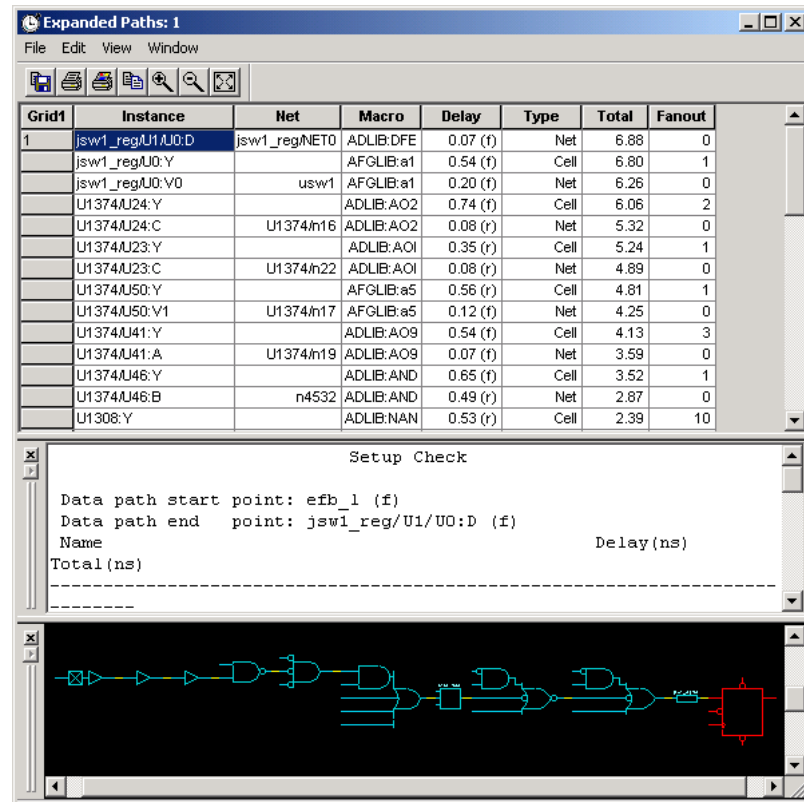 Expanded Paths: 1
File Edit View Window
Grid1 Instance Net Macro Delay Type Total Fanout
1 jsw1_reg/U1/U0:D jsw1_reg/NET0 ADLIB:DFE 0.07 (f) Net 6.88 0
jsw1_reg/U0:Y AFGLIB:a1 0.54 (f) Cell 6.80 1
jsw1_reg/U0:V0 usw1 AFGLIB:a1 0.20 (f) Net 6.26 0
U1374/U24:Y ADLIB:AO2 0.74 (f) Cell 6.06 2
U1374/U24:C U1374/n16 ADLIB:AO2 0.08 (r) Net 5.32 0
U1374/U23:Y ADLIB:AOI 0.35 (r) Cell 5.24 1
U1374/U23:C U1374/n22 ADLIB:AOI 0.08 (r) Net 4.89 0
U1374/U50:Y AFGLIB:a5 0.56 (r) Cell 4.81 1
U1374/U50:V1 U1374/n17 AFGLIB:a5 0.12 (f) Net 4.25 0
U1374/U41:Y ADLIB:AO9 0.54 (f) Cell 4.13 3
U1374/U41:A U1374/n19 ADLIB:AO9 0.07 (f) Net 3.59 0
U1374/U46:Y ADLIB:AND 0.65 (f) Cell 3.52 1
U1374/U46:B n4532 ADLIB:AND 0.49 (r) Net 2.87 0
U1308:Y ADLIB:NAN 0.53 (r) Cell 2.39 10
Setup Check
Data path start point: efb_l (f)
Data path end point: jsw1_reg/U1/U0:D (f)
Name Delay(ns)
Total(ns)
--------------------------------------------------------------------
--------